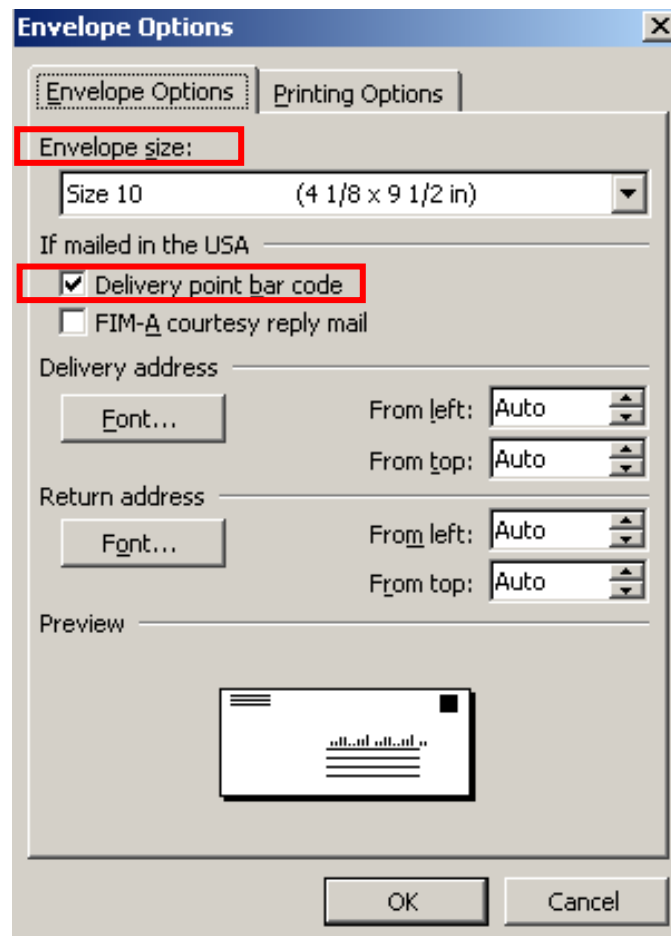 Envelope Options
Envelope Options Printing Options
Envelope size:
Size 10 (4 1/8 x 9 1/2 in)
If mailed in the USA
Delivery point bar code
FIM-A courtesy reply mail
Delivery address
Font... From left: Auto
From top: Auto
Return address
Font... From left: Auto
From top: Auto
Preview
OK Cancel